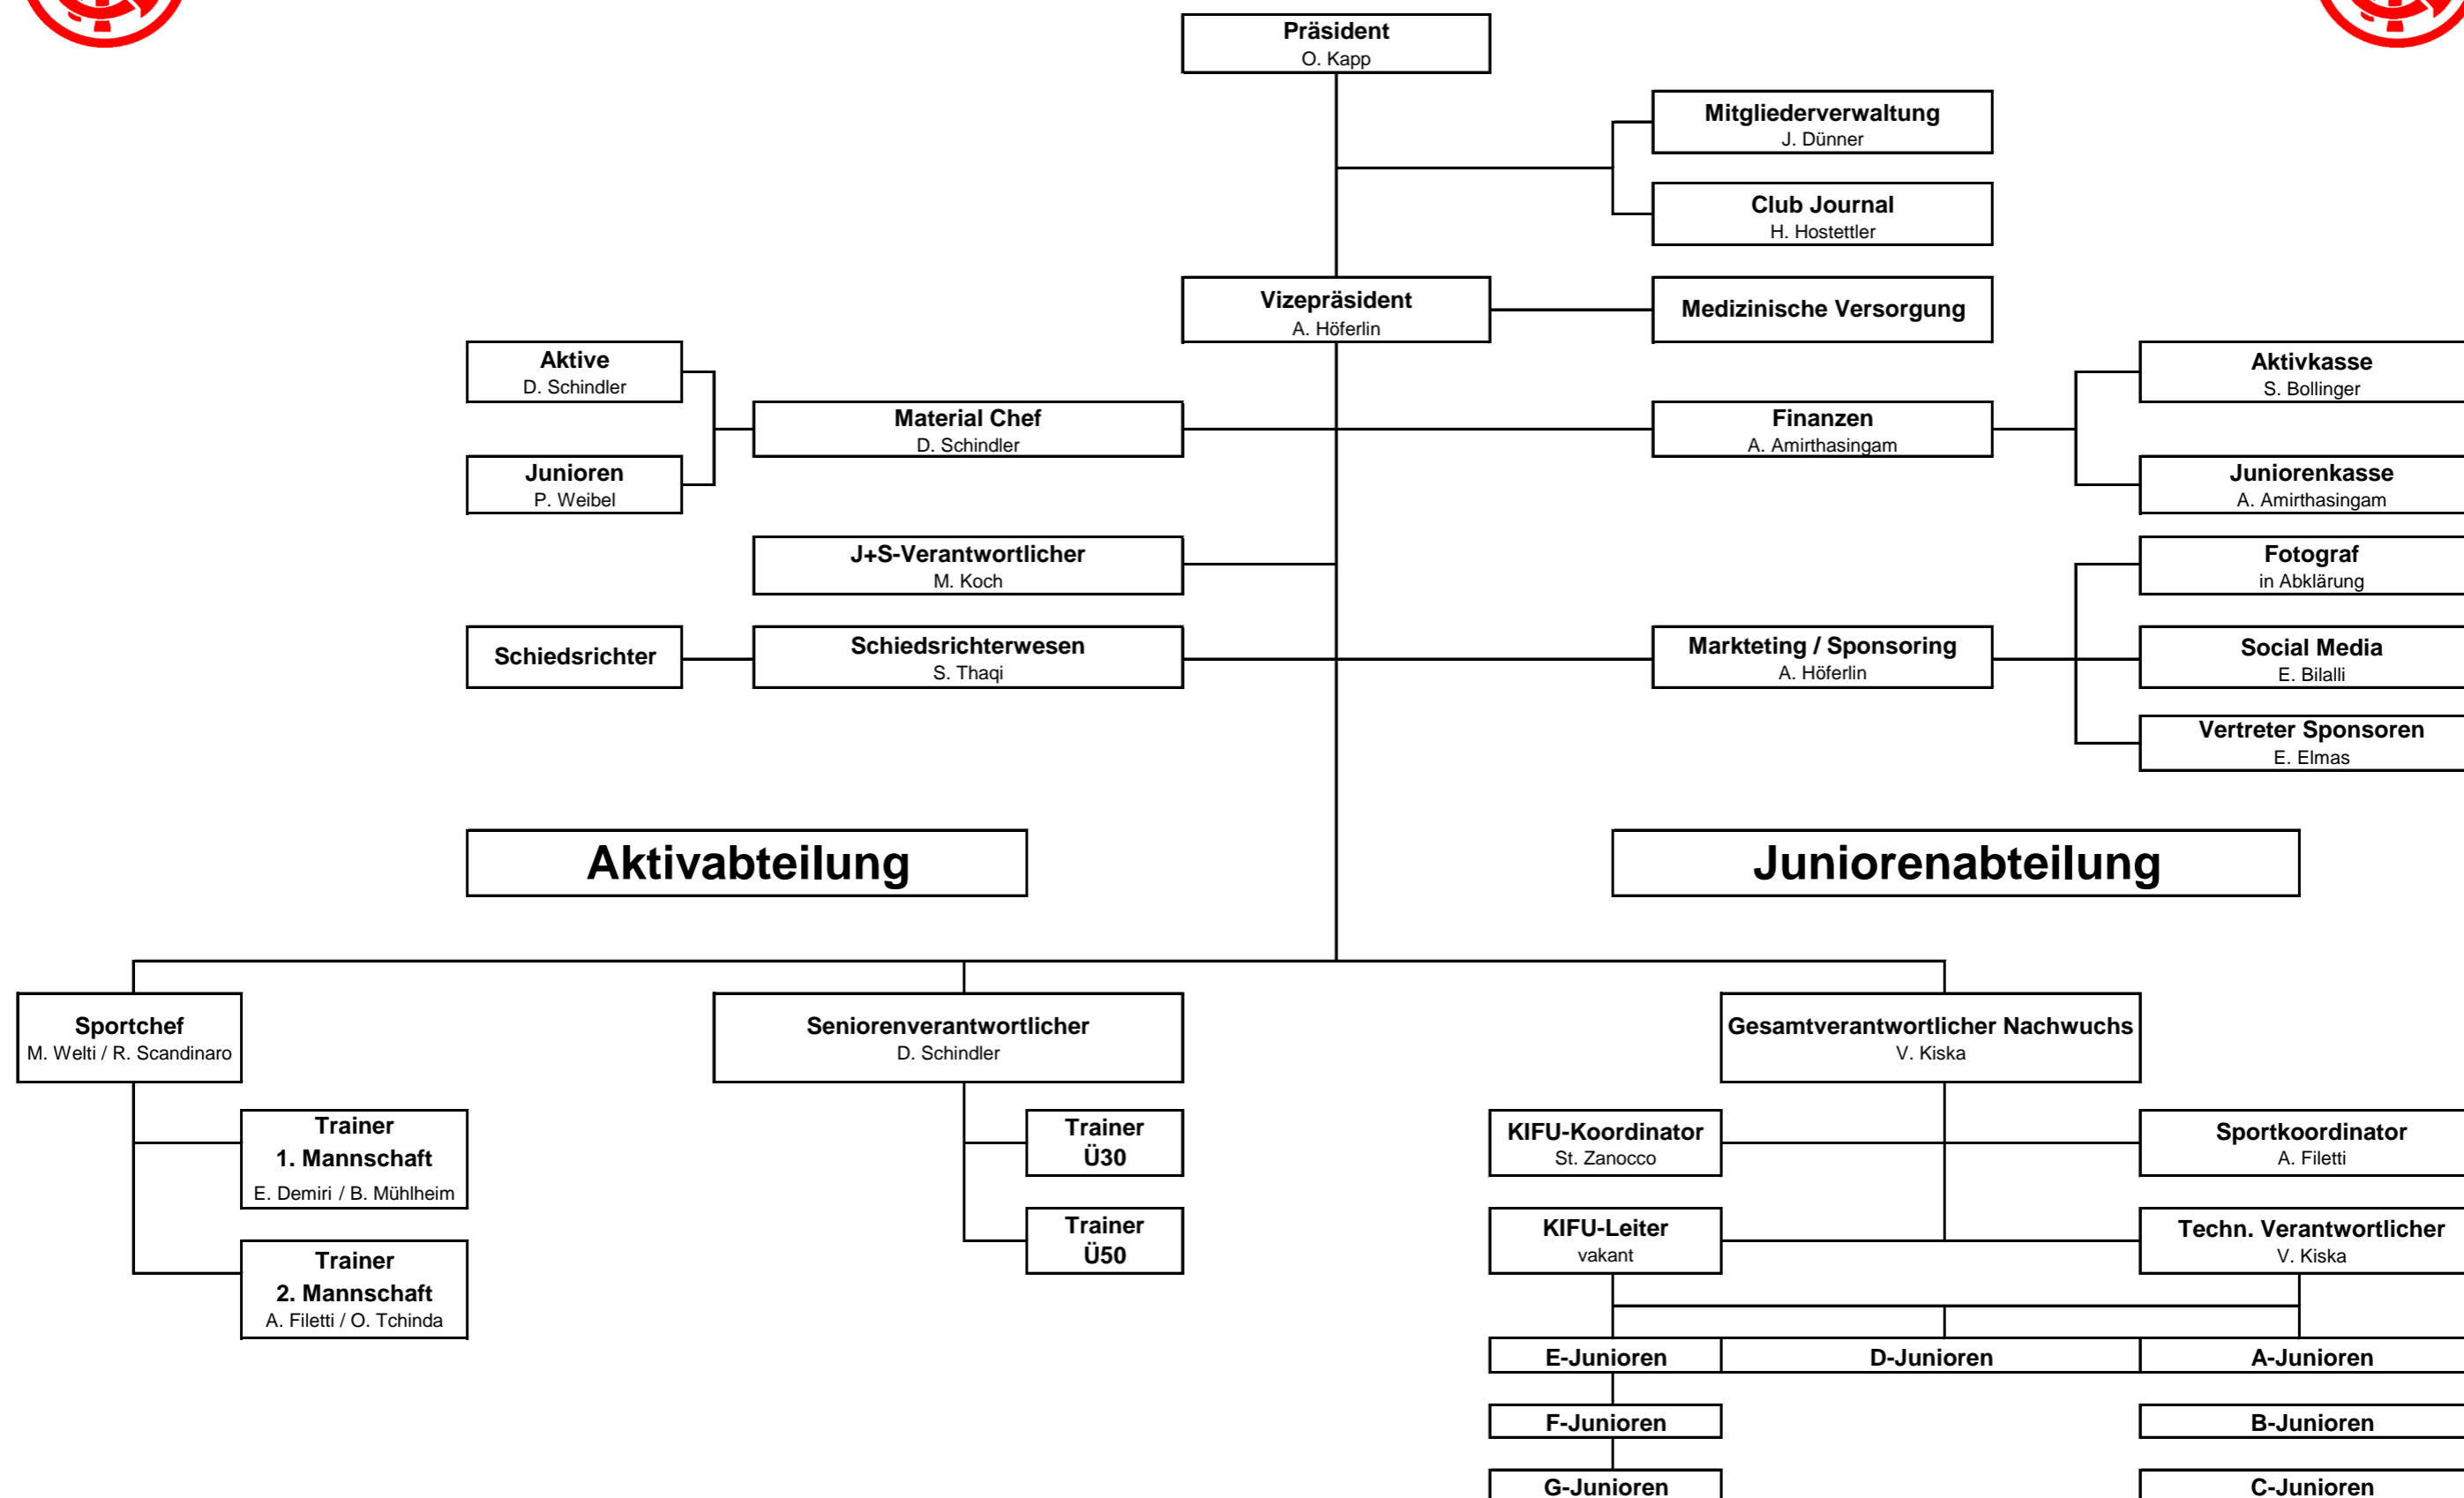 Präsident
O. Kapp
Mitgliederverwaltung
J. Dünner
Club Journal
H. Hostettler
Vizepräsident
A. Höferlin
Medizinische Versorgung
Aktive
D. Schindler
Material Chef
D. Schindler
Junioren
P. Weibel
Finanzen
A. Amirthasingam
Aktivkasse
S. Bollinger
Juniorenkasse
A. Amirthasingam
J+S-Verantwortlicher
M. Koch
Fotograf
in Abklärung
Schiedsrichter
Schiedsrichterwesen
S. Thaqi
Markteting / Sponsoring
A. Höferlin
Social Media
E. Bilalli
Vertreter Sponsoren
E. Elmas
Aktivabteilung
Juniorenabteilung
Sportchef
M. Welti / R. Scandinaro
Seniorenverantwortlicher
D. Schindler
Gesamtverantwortlicher Nachwuchs
V. Kiska
Trainer
1. Mannschaft
E. Demiri / B. Mühlheim
Trainer
Ü30
KIFU-Koordinator
St. Zanocco
Sportkoordinator
A. Filetti
Trainer
2. Mannschaft
A. Filetti / O. Tchinda
Trainer
Ü50
KIFU-Leiter
vakant
Techn. Verantwortlicher
V. Kiska
E-Junioren
D-Junioren
A-Junioren
F-Junioren
B-Junioren
G-Junioren
C-Junioren